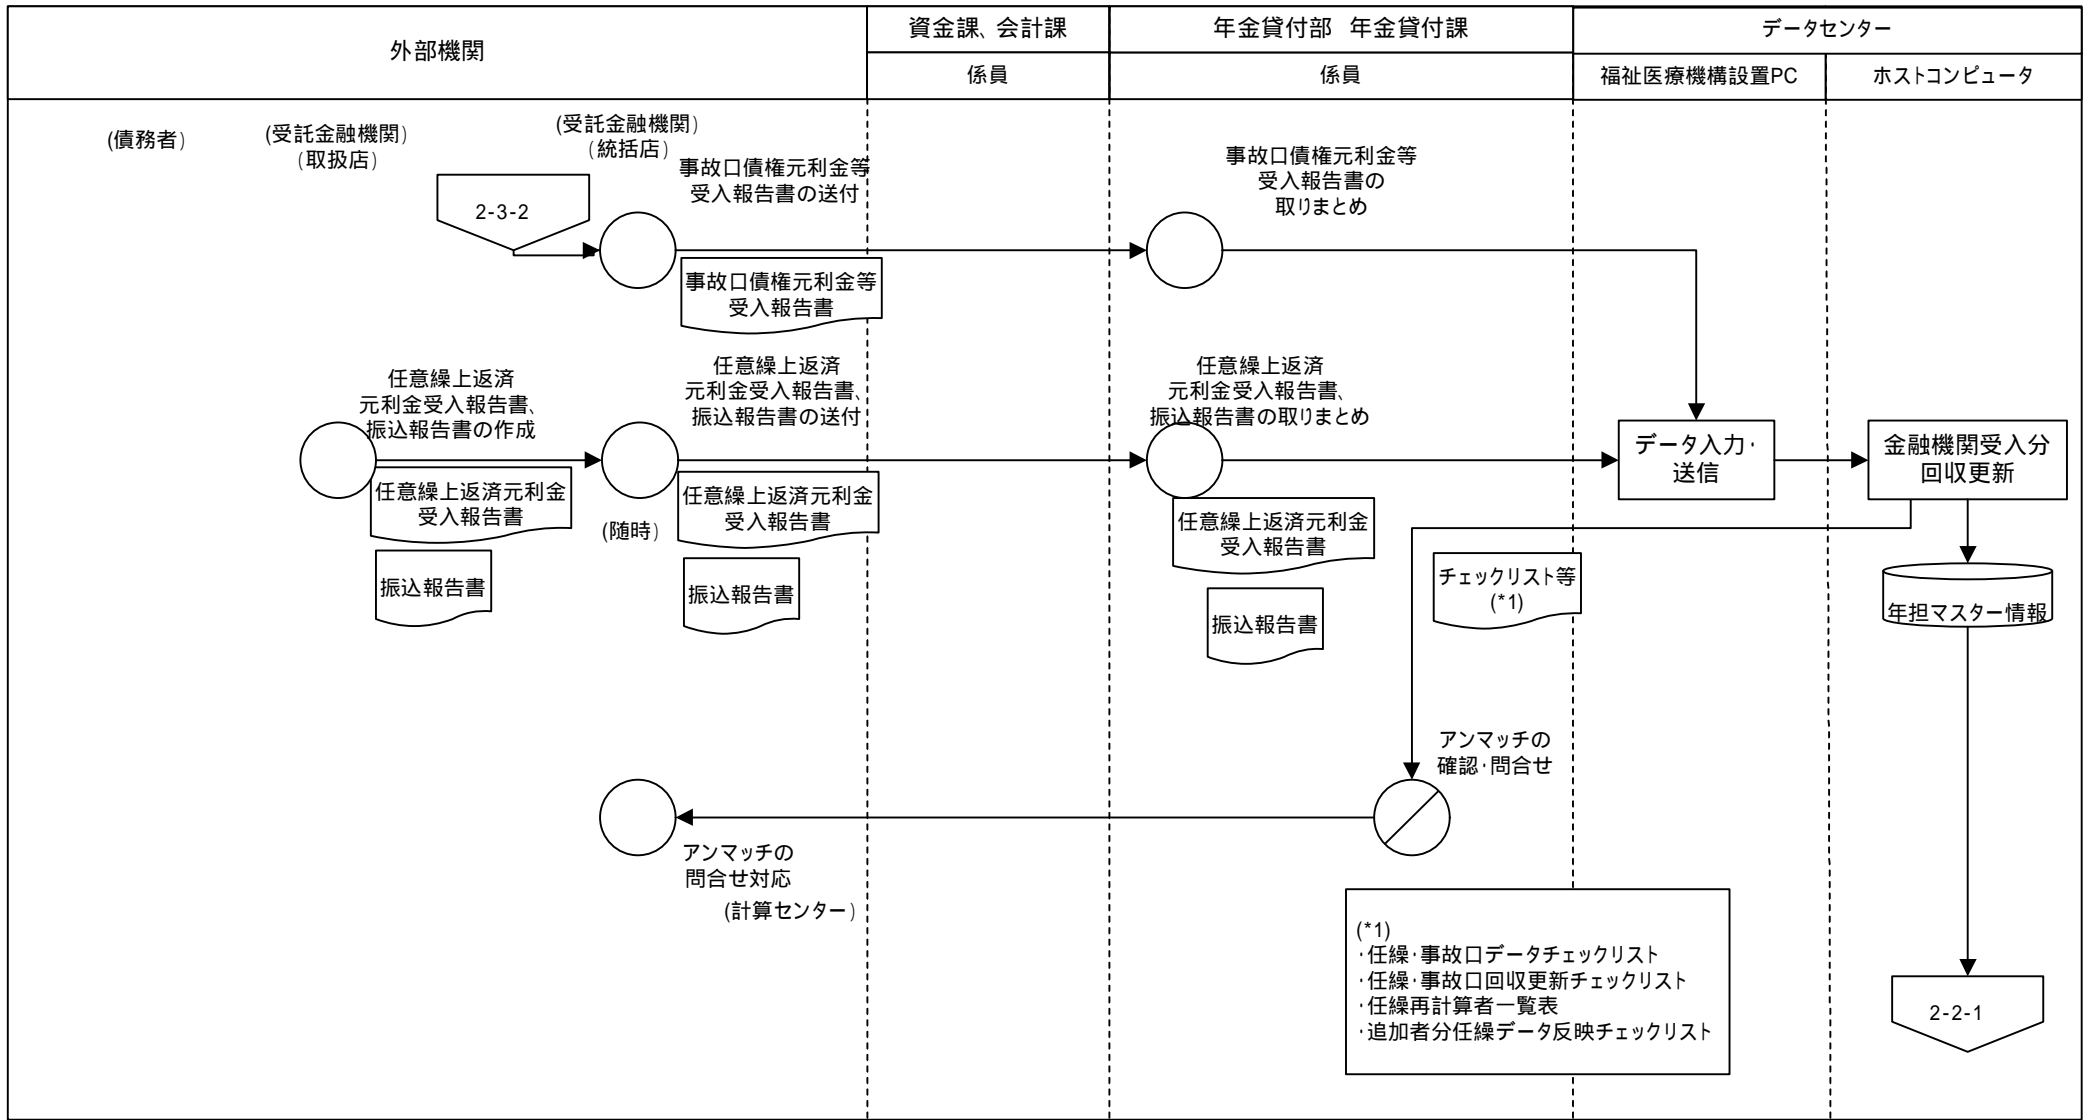 外部機関
資金課、会計課
係員
年金貸付部 年金貸付課
係員
データセンター
福祉医療機構設置PC
ホストコンピュータ
(債務者)
(受託金融機関)
(取扱店)
(受託金融機関)
(統括店)
2-3-2
事故口債権元利金等
受入報告書の送付
事故口債権元利金等
受入報告書の
取りまとめ
事故口債権元利金等
受入報告書
任意繰上返済
元利金受入報告書、
振込報告書の作成
任意繰上返済
元利金受入報告書、
振込報告書の送付
任意繰上返済
元利金受入報告書、
振込報告書の取りまとめ
データ入力・
送信
金融機関受入分
回収更新
任意繰上返済元利金
受入報告書
(随時)
任意繰上返済元利金
受入報告書
任意繰上返済元利金
受入報告書
振込報告書
振込報告書
振込報告書
チェックリスト等
(*1)
年担マスター情報
アンマッチの
確認・問合せ
アンマッチの
問合せ対応
(計算センター)
(*1)
・任繰・事故口データチェックリスト
・任繰・事故口回収更新チェックリスト
・任繰再計算者一覧表
・追加者分任繰データ反映チェックリスト
2-2-1